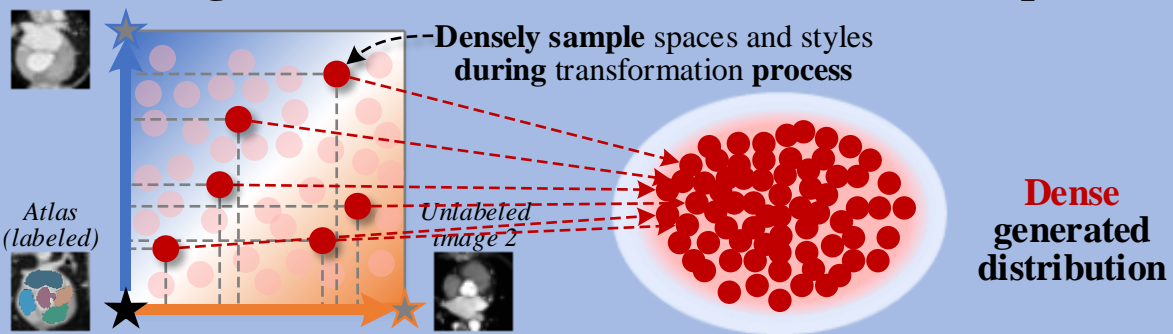 Densely sample spaces and styles
during transformation process
Atlas
(labeled)
Unlabeled
image 2
Dense
generated
distribution